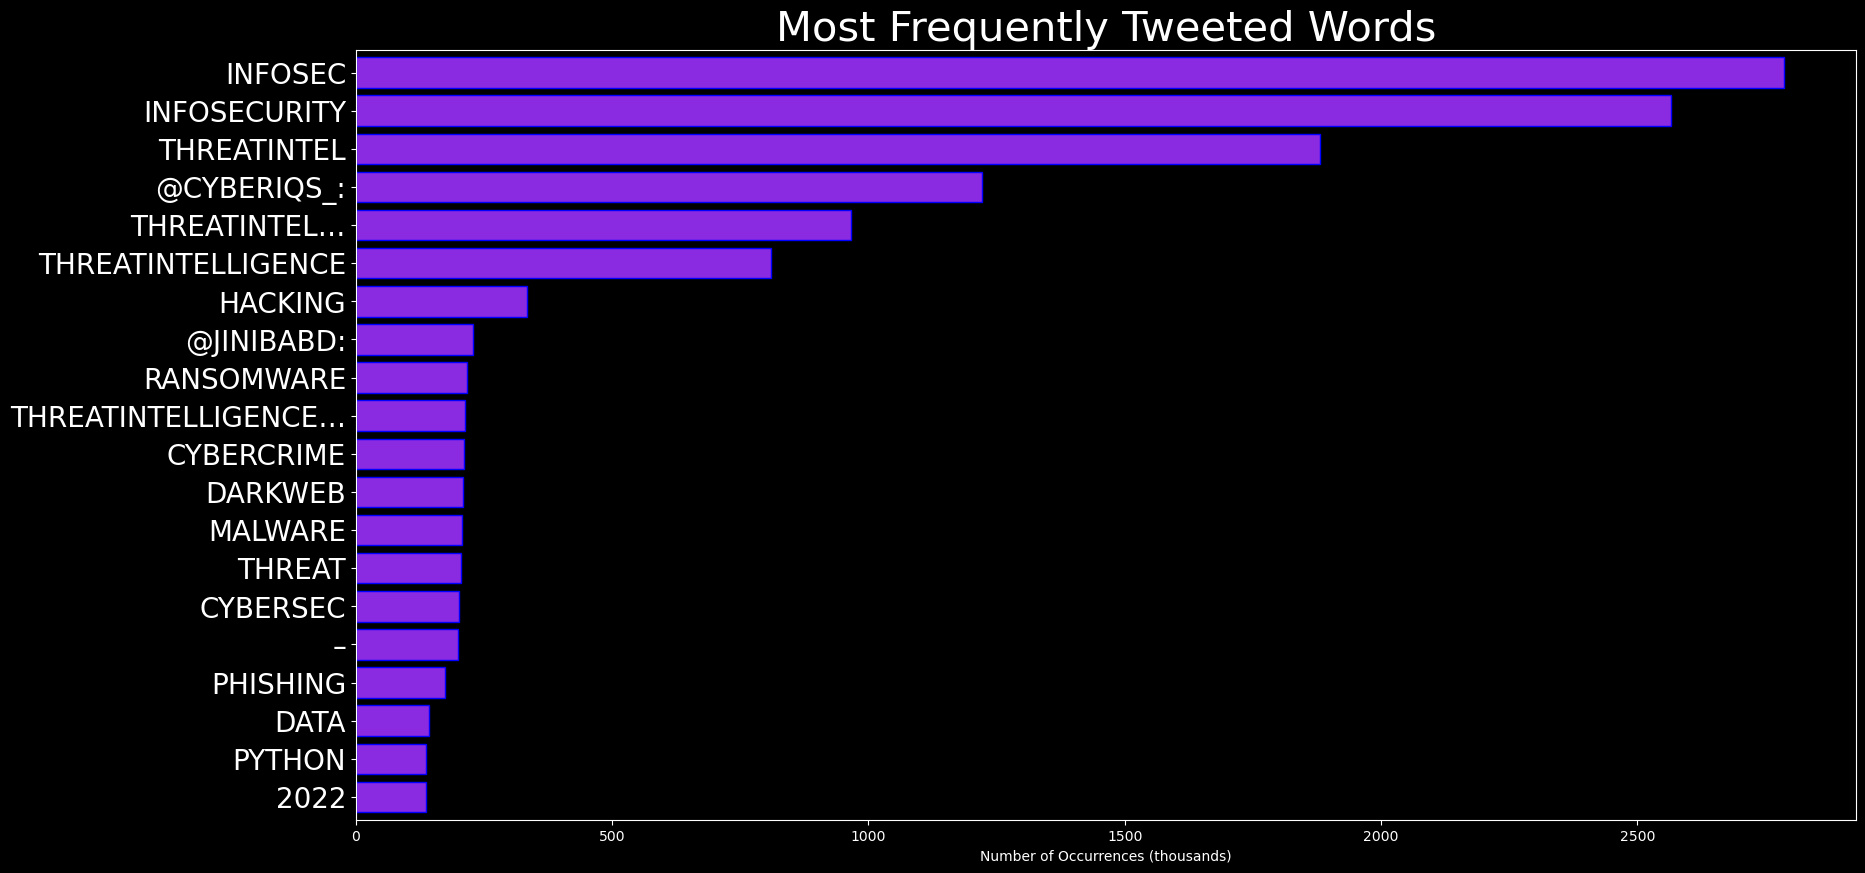 Most Frequently Tweeted Words
INFOSEC
INFOSECURITY
THREATINTEL
@CYBERIQS_:
THREATINTEL…
THREATINTELLIGENCE
HACKING
@JINIBABD:
RANSOMWARE
THREATINTELLIGENCE…
CYBERCRIME
DARKWEB
MALWARE
THREAT
CYBERSEC
–
PHISHING
DATA
PYTHON
2022
0 500 1000 1500 2000 2500
Number of Occurrences (thousands)